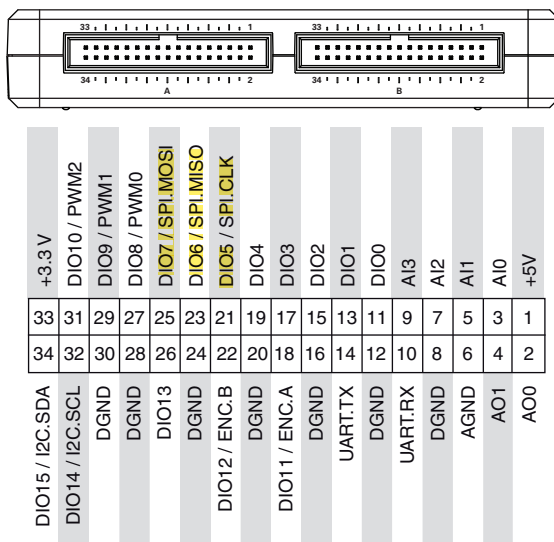 33 1 33 1
34 2 34 2
A B
+3.3 V
DIO10 / PWM2
DIO9 / PWM1
DIO8 / PWM0
DIO7 / SPI.MOSI
DIO6 / SPI.MISO
DIO5 / SPI.CLK
DIO4
DIO3
DIO2
DIO1
DIO0
AI3
AI2
AI1
AI0
+5V
33 31 29 27 25 23 21 19 17 15 13 11 9 7 5 3 1
34 32 30 28 26 24 22 20 18 16 14 12 10 8 6 4 2
DIO15 / I2C.SDA
DIO14 / I2C.SCL
DGND
DGND
DIO13
DGND
DIO12 / ENC.B
DGND
DIO11 / ENC.A
DGND
UART.TX
DGND
UART.RX
DGND
AGND
AO1
AO0